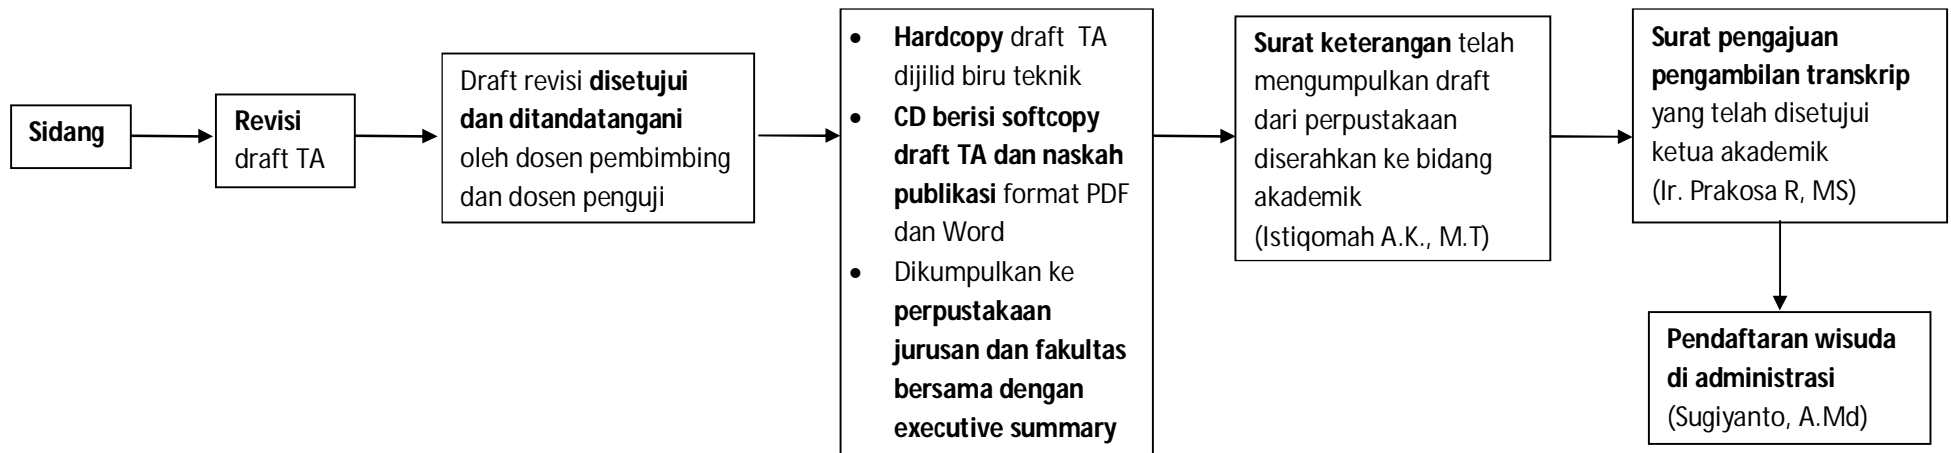 Sidang
Revisi
draft TA
Draft revisi disetujui
dan ditandatangani
oleh dosen pembimbing
dan dosen penguji
• Hardcopy draft TA
dijilid biru teknik
• CD berisi softcopy
draft TA dan naskah
publikasi format PDF
dan Word
• Dikumpulkan ke
perpustakaan
jurusan dan fakultas
bersama dengan
executive summary
Surat keterangan telah
mengumpulkan draft
dari perpustakaan
diserahkan ke bidang
akademik
(Istiqomah A.K., M.T)
Surat pengajuan
pengambilan transkrip
yang telah disetujui
ketua akademik
(Ir. Prakosa R, MS)
Pendaftaran wisuda
di administrasi
(Sugiyanto, A.Md)